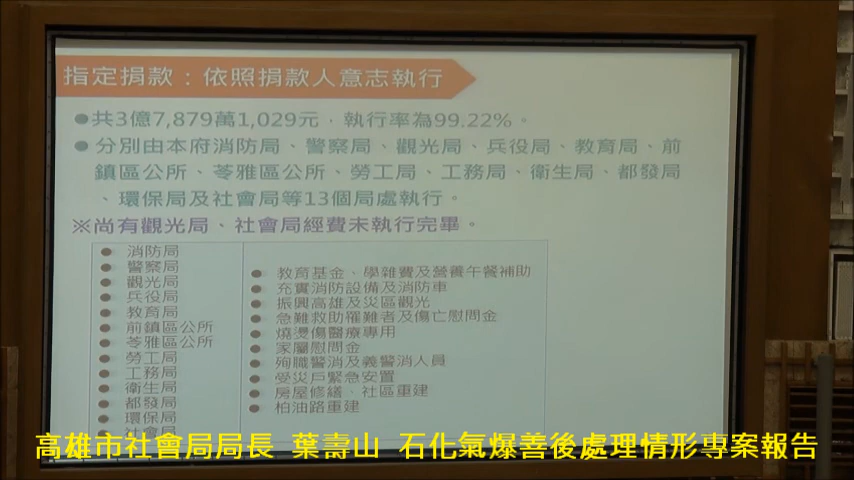 指定捐款：依照捐款人意志執行
●共3億7,879萬1,029元，執行率為99.22%。
●分別由本府消防局、警察局、觀光局、兵役局、教育局、前
鎮區公所、苓雅區公所、勞工局、工務局、衛生局、都發局
、環保局及社會局等13個局處執行。
※尚有觀光局、社會局經費未執行完畢。
●消防局
●警察局
●觀光局
●兵役局
●教育局
●前鎮區公所
●苓雅區公所
●勞工局
●工務局
●衛生局
●都發局
●環保局
●社會局
●教育基金、學雜費及營養午餐補助
●充實消防設備及消防車
●振興高雄及災區觀光
●急難救助罹難者及傷亡慰問金
●燒燙傷醫療專用
●家屬慰問金
●殉職警消及義警消人員
●受災戶緊急安置
●房屋修繕、社區重建
●柏油路重建
高雄市社會局局長 葉壽山 石化氣爆善後處理情形專案報告